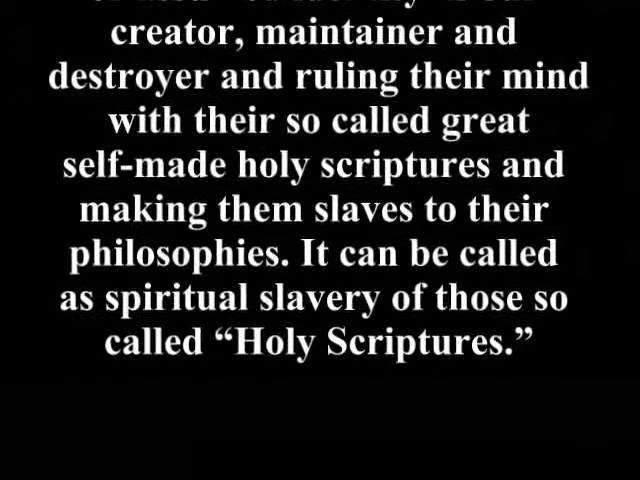 creator, maintainer and
destroyer and ruling their mind
with their so called great
self-made holy scriptures and
making them slaves to their
philosophies. It can be called
as spiritual slavery of those so
called “Holy Scriptures.”